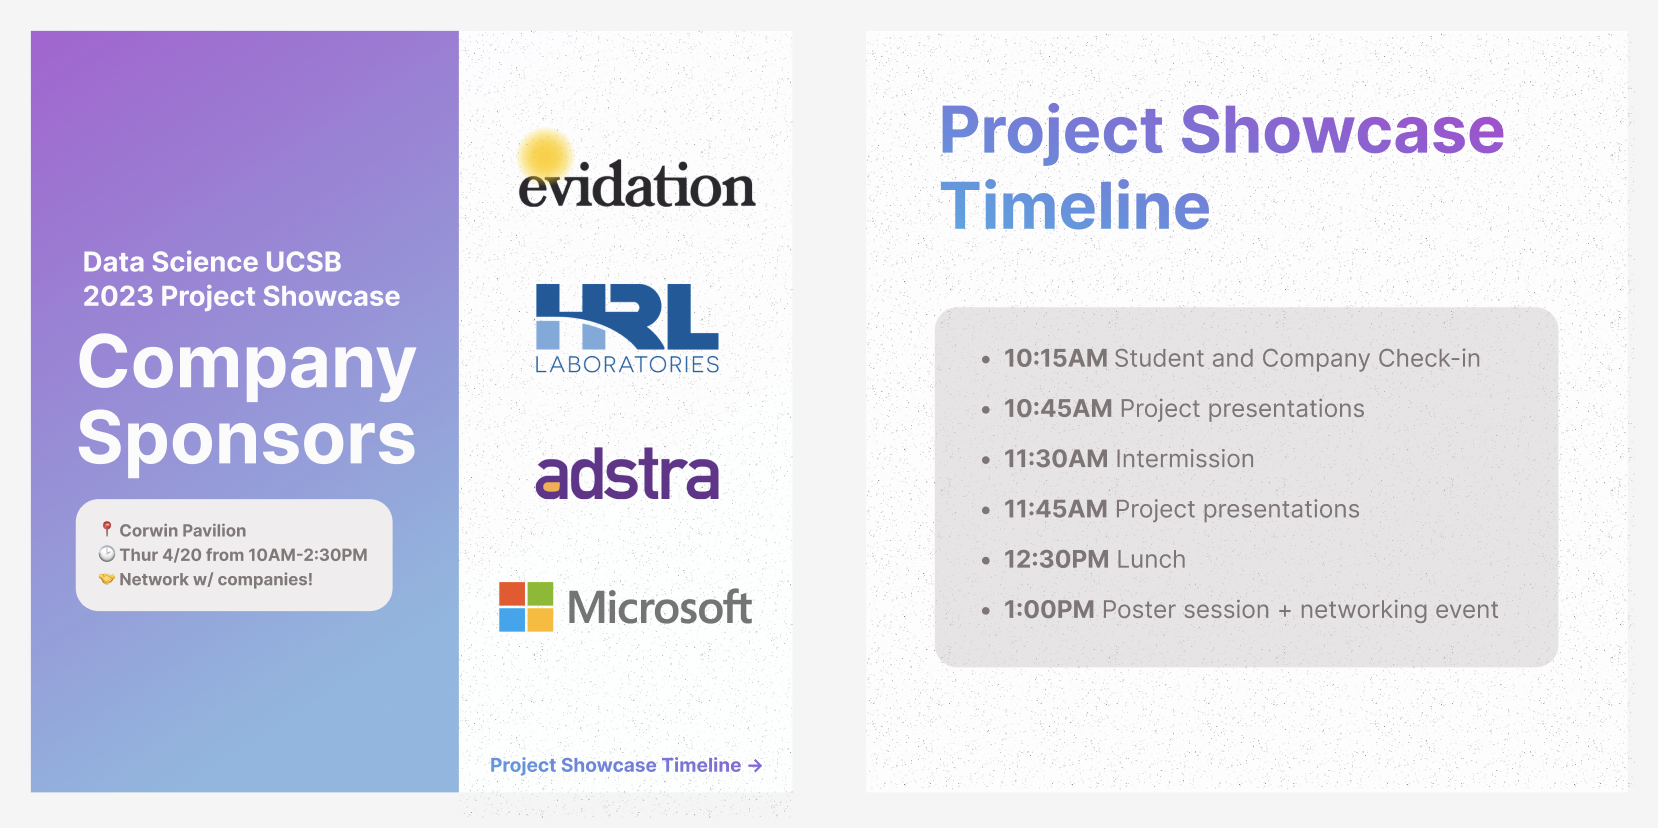 Data Science UCSB
2023 Project Showcase
Company
Sponsors
Corwin Pavilion
Thur 4/20 from 10AM-2:30PM
Network w/ companies!
evidation
HRL
LABORATORIES
adstra
Microsoft
Project Showcase Timeline →
Project Showcase
Timeline
• 10:15AM Student and Company Check-in
• 10:45AM Project presentations
• 11:30AM Intermission
• 11:45AM Project presentations
• 12:30PM Lunch
• 1:00PM Poster session + networking event